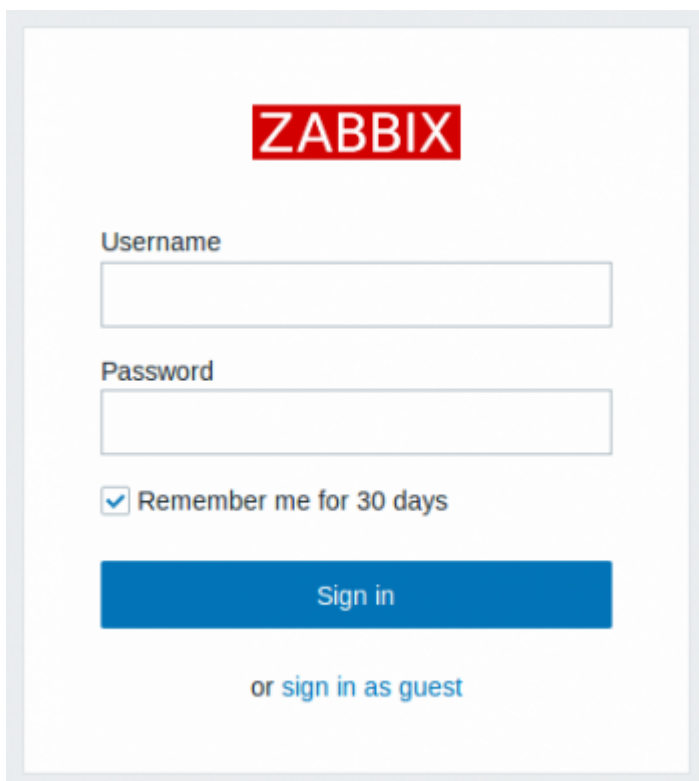 ZABBIX
Username
Password
Remember me for 30 days
Sign in
or sign in as guest